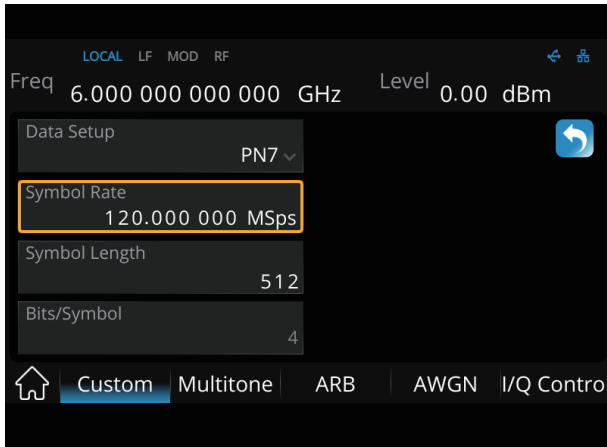 LOCAL LF MOD RF
Freq 6.000 000 000 000 GHz Level 0.00 dBm
Data Setup
PN7
Symbol Rate
120.000 000 MSps
Symbol Length
512
Bits/Symbol
4
Custom Multitone ARB AWGN I/Q Contro